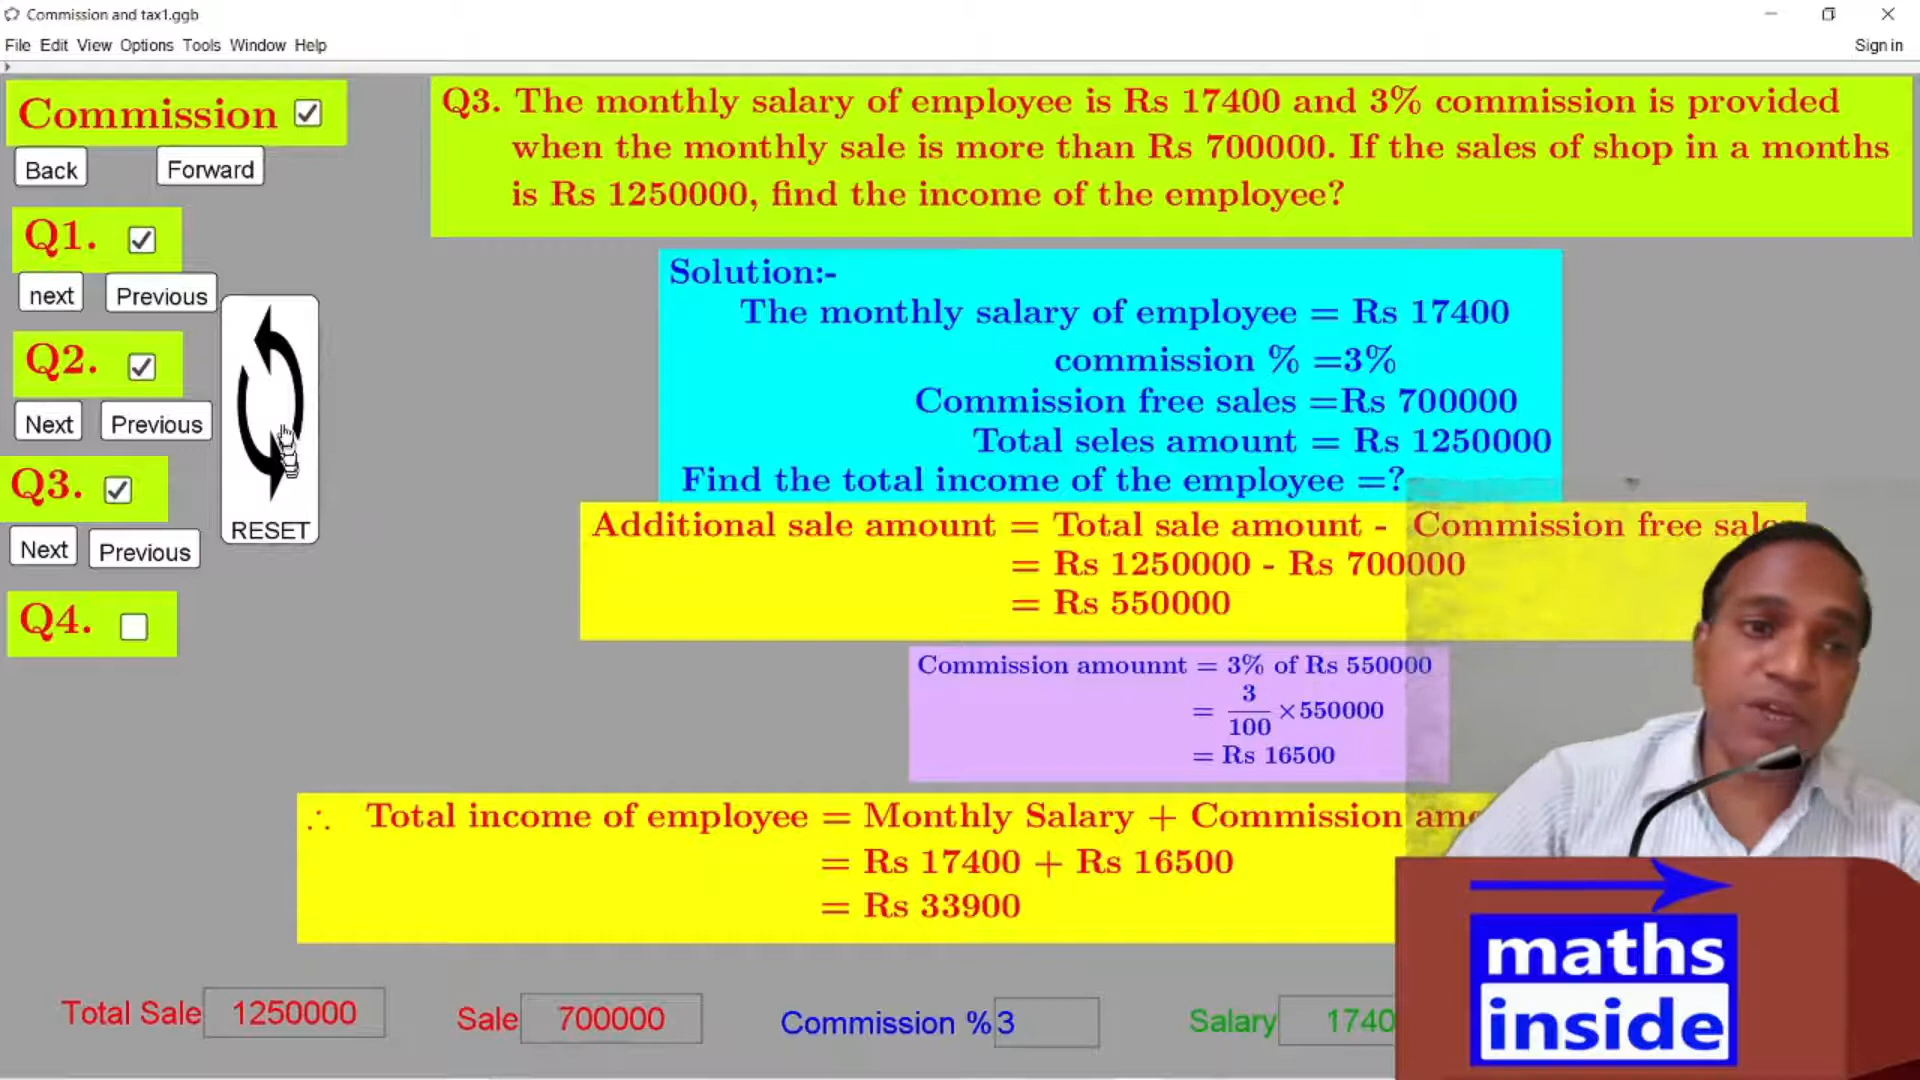 Commission and tax1.ggb
File Edit View Options Tools Window Help
Sign in
Commission
Back Forward
Q1.
next Previous
Q2.
Next Previous
Q3.
Next Previous
RESET
Q4.
Q3. The monthly salary of employee is Rs 17400 and 3% commission is provided
when the monthly sale is more than Rs 700000. If the sales of shop in a months
is Rs 1250000, find the income of the employee?
Solution:-
The monthly salary of employee = Rs 17400
commission % =3%
Commission free sales =Rs 700000
Total seles amount = Rs 1250000
Find the total income of the employee =?
Additional sale amount = Total sale amount - Commission free
= Rs 1250000 - Rs 700000
= Rs 550000
Commission amounnt = 3% of Rs 550000
= 3/100 ×550000
= Rs 16500
∴ Total income of employee = Monthly Salary + Commission
= Rs 17400 + Rs 16500
= Rs 33900
Total Sale 1250000
Sale 700000
Commission % 3
Salary
maths
inside